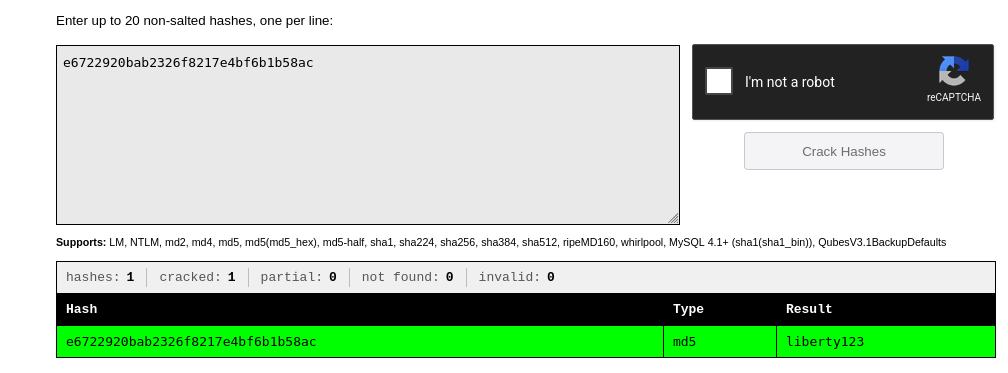 Enter up to 20 non-salted hashes, one per line:
e6722920bab2326f8217e4bf6b1b58ac
I'm not a robot
reCAPTCHA
Crack Hashes
Supports: LM, NTLM, md2, md4, md5, md5(md5_hex), md5-half, sha1, sha224, sha256, sha384, sha512, ripeMD160, whirlpool, MySQL 4.1+ (sha1(sha1_bin)), QubesV3.1BackupDefaults
hashes: 1 cracked: 1 partial: 0 not found: 0 invalid: 0
Hash Type Result
e6722920bab2326f8217e4bf6b1b58ac md5 liberty123